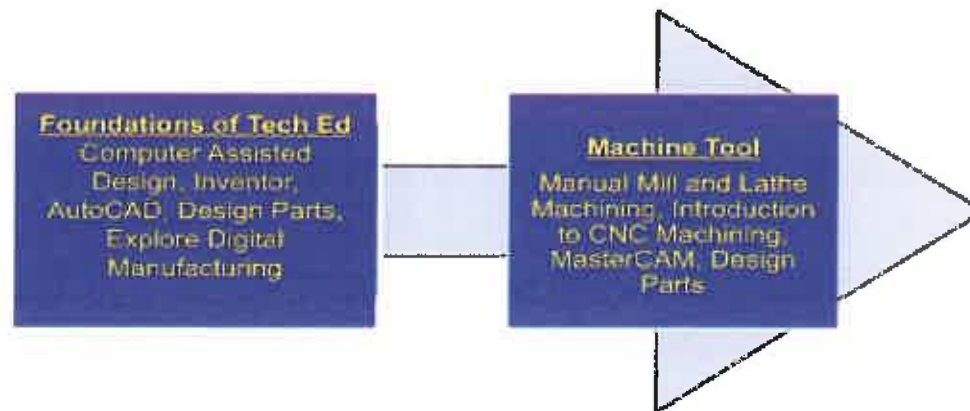 Foundations of Tech Ed
Computer Assisted
Design, Inventor,
AutoCAD, Design Parts,
Explore Digital
Manufacturing
Machine Tool
Manual Mill and Lathe
Machining, Introduction
to CNC Machining,
MasterCAM, Design
Parts